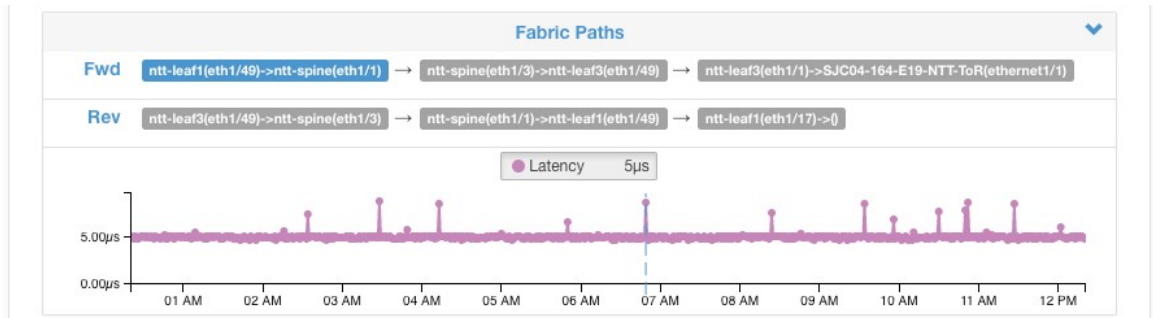 Fabric Paths
Fwd ntt-leaf1(eth1/49)->ntt-spine(eth1/1) → ntt-spine(eth1/3)->ntt-leaf3(eth1/49) → ntt-leaf3(eth1/1)->SJC04-164-E19-NTT-ToR(ethernet1/1)
Rev ntt-leaf3(eth1/49)->ntt-spine(eth1/3) → ntt-spine(eth1/1)->ntt-leaf1(eth1/49) → ntt-leaf1(eth1/17)->()
Latency 5µs
5.00µs
0.00µs
01 AM 02 AM 03 AM 04 AM 05 AM 06 AM 07 AM 08 AM 09 AM 10 AM 11 AM 12 PM